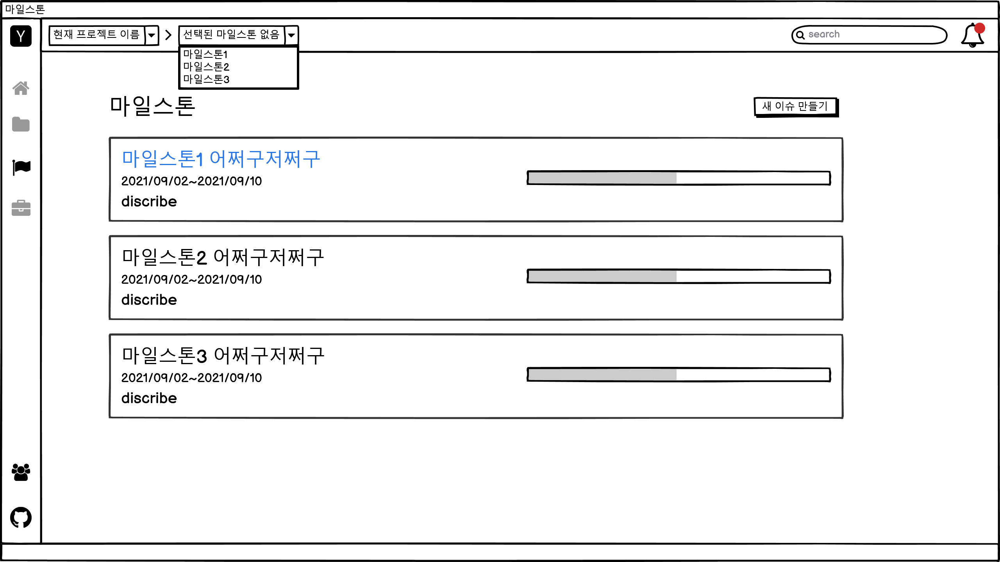 마일스톤
Y
현재 프로젝트 이름
선택된 마일스톤 없음
search
마일스톤1
마일스톤2
마일스톤3
마일스톤
새 이슈 만들기
마일스톤1 어쩌구저쩌구
2021/09/02~2021/09/10
discribe
마일스톤2 어쩌구저쩌구
2021/09/02~2021/09/10
discribe
마일스톤3 어쩌구저쩌구
2021/09/02~2021/09/10
discribe